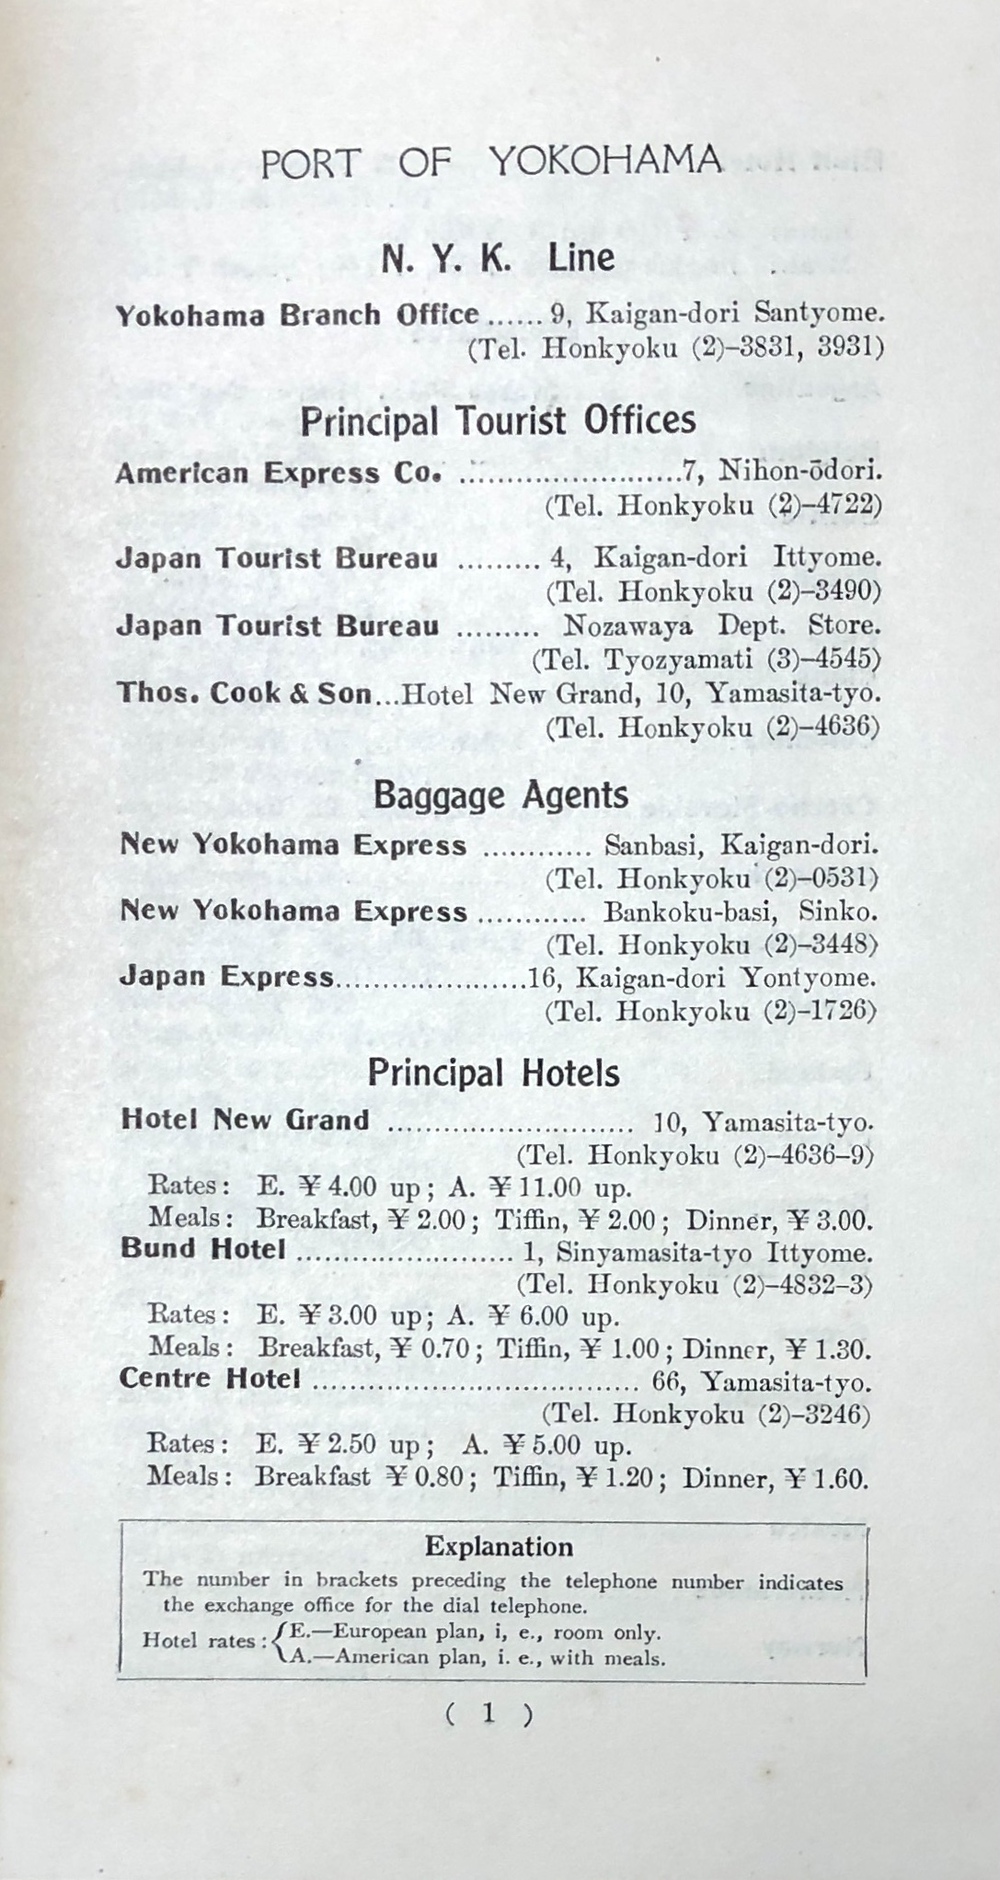 PORT OF YOKOHAMA
N. Y. K. Line
Yokohama Branch Office ...... 9, Kaigan-dori Santyome.
(Tel. Honkyoku (2)–3831, 3931)
Principal Tourist Offices
American Express Co. ........................7, Nihon-ōdori.
(Tel. Honkyoku (2)–4722)
Japan Tourist Bureau ......... 4, Kaigan-dori Ittyome.
(Tel. Honkyoku (2)–3490)
Japan Tourist Bureau ......... Nozawaya Dept. Store.
(Tel. Tyozyamati (3)–4545)
Thos. Cook & Son...Hotel New Grand, 10, Yamasita-tyo.
(Tel. Honkyoku (2)–4636)
Baggage Agents
New Yokohama Express ............ Sanbasi, Kaigan-dori.
(Tel. Honkyoku (2)–0531)
New Yokohama Express ............ Bankoku-basi, Sinko.
(Tel. Honkyoku (2)–3448)
Japan Express.....................16, Kaigan-dori Yontyome.
(Tel. Honkyoku (2)–1726)
Principal Hotels
Hotel New Grand ........................... 10, Yamasita-tyo.
(Tel. Honkyoku (2)–4636–9)
Rates: E. ¥ 4.00 up; A. ¥ 11.00 up.
Meals: Breakfast, ¥ 2.00; Tiffin, ¥ 2.00; Dinner, ¥ 3.00.
Bund Hotel ........................ 1, Sinyamasita-tyo Ittyome.
(Tel. Honkyoku (2)–4832–3)
Rates: E. ¥ 3.00 up; A. ¥ 6.00 up.
Meals: Breakfast, ¥ 0.70; Tiffin, ¥ 1.00; Dinner, ¥ 1.30.
Centre Hotel .................................... 66, Yamasita-tyo.
(Tel. Honkyoku (2)–3246)
Rates: E. ¥ 2.50 up; A. ¥ 5.00 up.
Meals: Breakfast ¥ 0.80; Tiffin, ¥ 1.20; Dinner, ¥ 1.60.
Explanation
The number in brackets preceding the telephone number indicates
the exchange office for the dial telephone.
Hotel rates: { E.—European plan, i, e., room only.
A.—American plan, i. e., with meals.
( 1 )